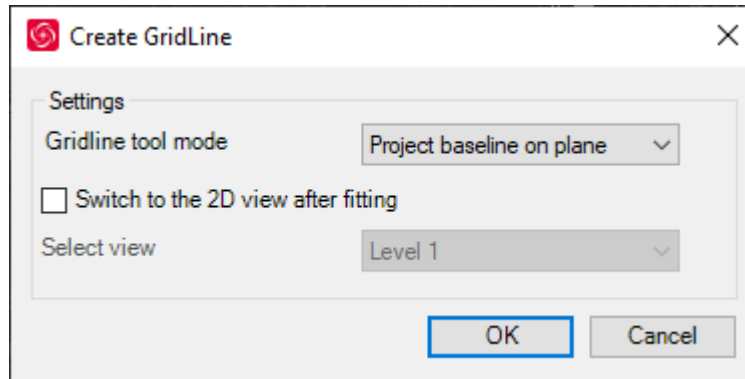 Create GridLine
Settings
Gridline tool mode
Project baseline on plane
Switch to the 2D view after fitting
Select view
Level 1
OK
Cancel